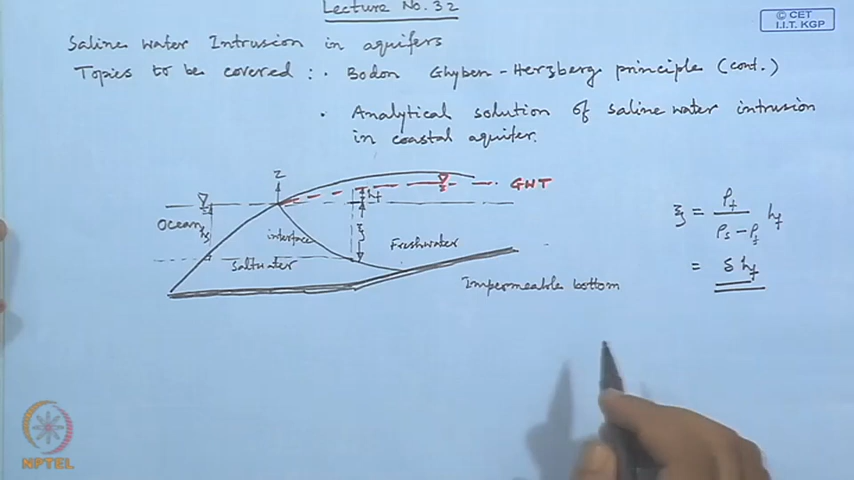 Lecture No. 32
© CET
I.I.T. KGP
Saline water Intrusion in aquifers
Topics to be covered : • Bodon Ghyben-Herzberg principle (cont.)
• Analytical solution of saline water intrusion
in coastal aquifer.
Z
GWT
hf
Ocean
hs
interface
ξ
Freshwater
Saltwater
Impermeable bottom
ξ = ρf / (ρs - ρf) hf
= δ hf
NPTEL